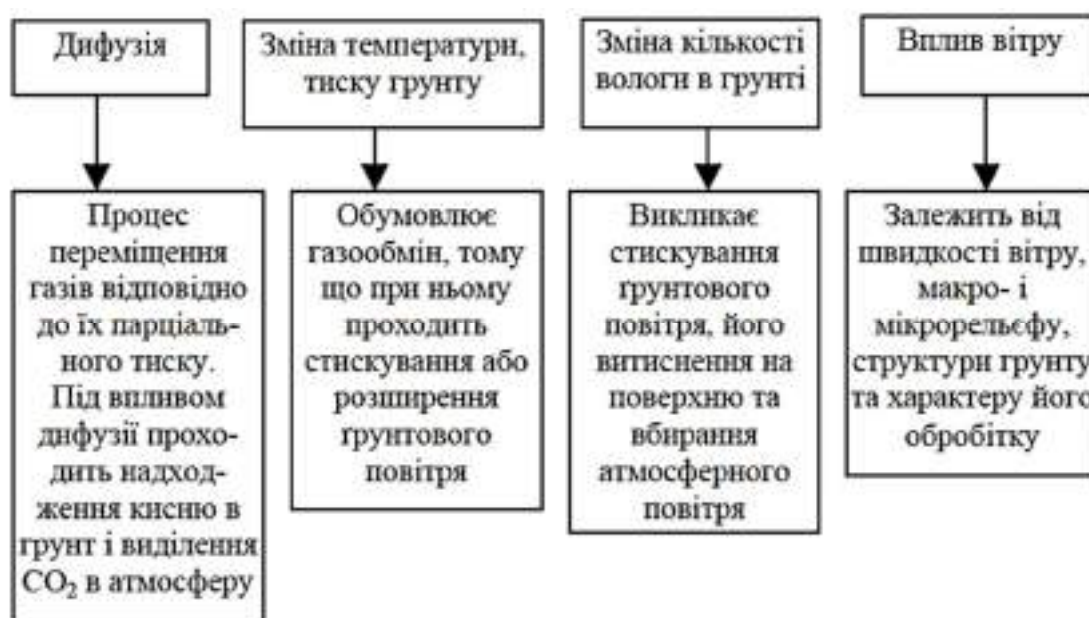 Дифузія
Зміна температури,
тиску грунту
Зміна кількості
вологи в грунті
Вплив вітру
Процес
переміщення
газів відповідно
до їх парціаль-
ного тиску.
Під впливом
дифузії прохо-
дить надход-
ження кисню в
грунт і виділення
CO₂ в атмосферу
Обумовлює
газообмін, тому
що при ньому
проходить
стискування або
розширення
ґрунтового
повітря
Викликає
стискування
ґрунтового
повітря, його
витиснення на
поверхню та
вбирання
атмосферного
повітря
Залежить від
швидкості вітру,
макро- і
мікрорельєфу,
структури грунту
та характеру його
обробітку